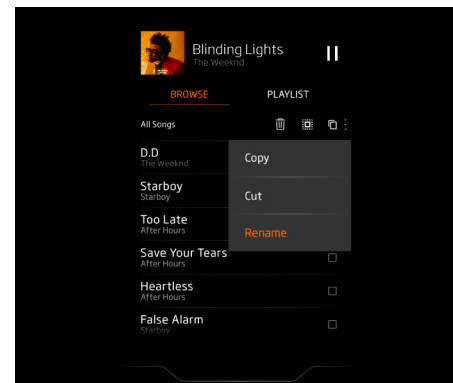 Blinding Lights
The Weeknd
BROWSE PLAYLIST
All Songs
D.D
The Weeknd
Copy
Starboy
Starboy
Cut
Too Late
After Hours
Rename
Save Your Tears
After Hours
Heartless
After Hours
False Alarm
Starboy